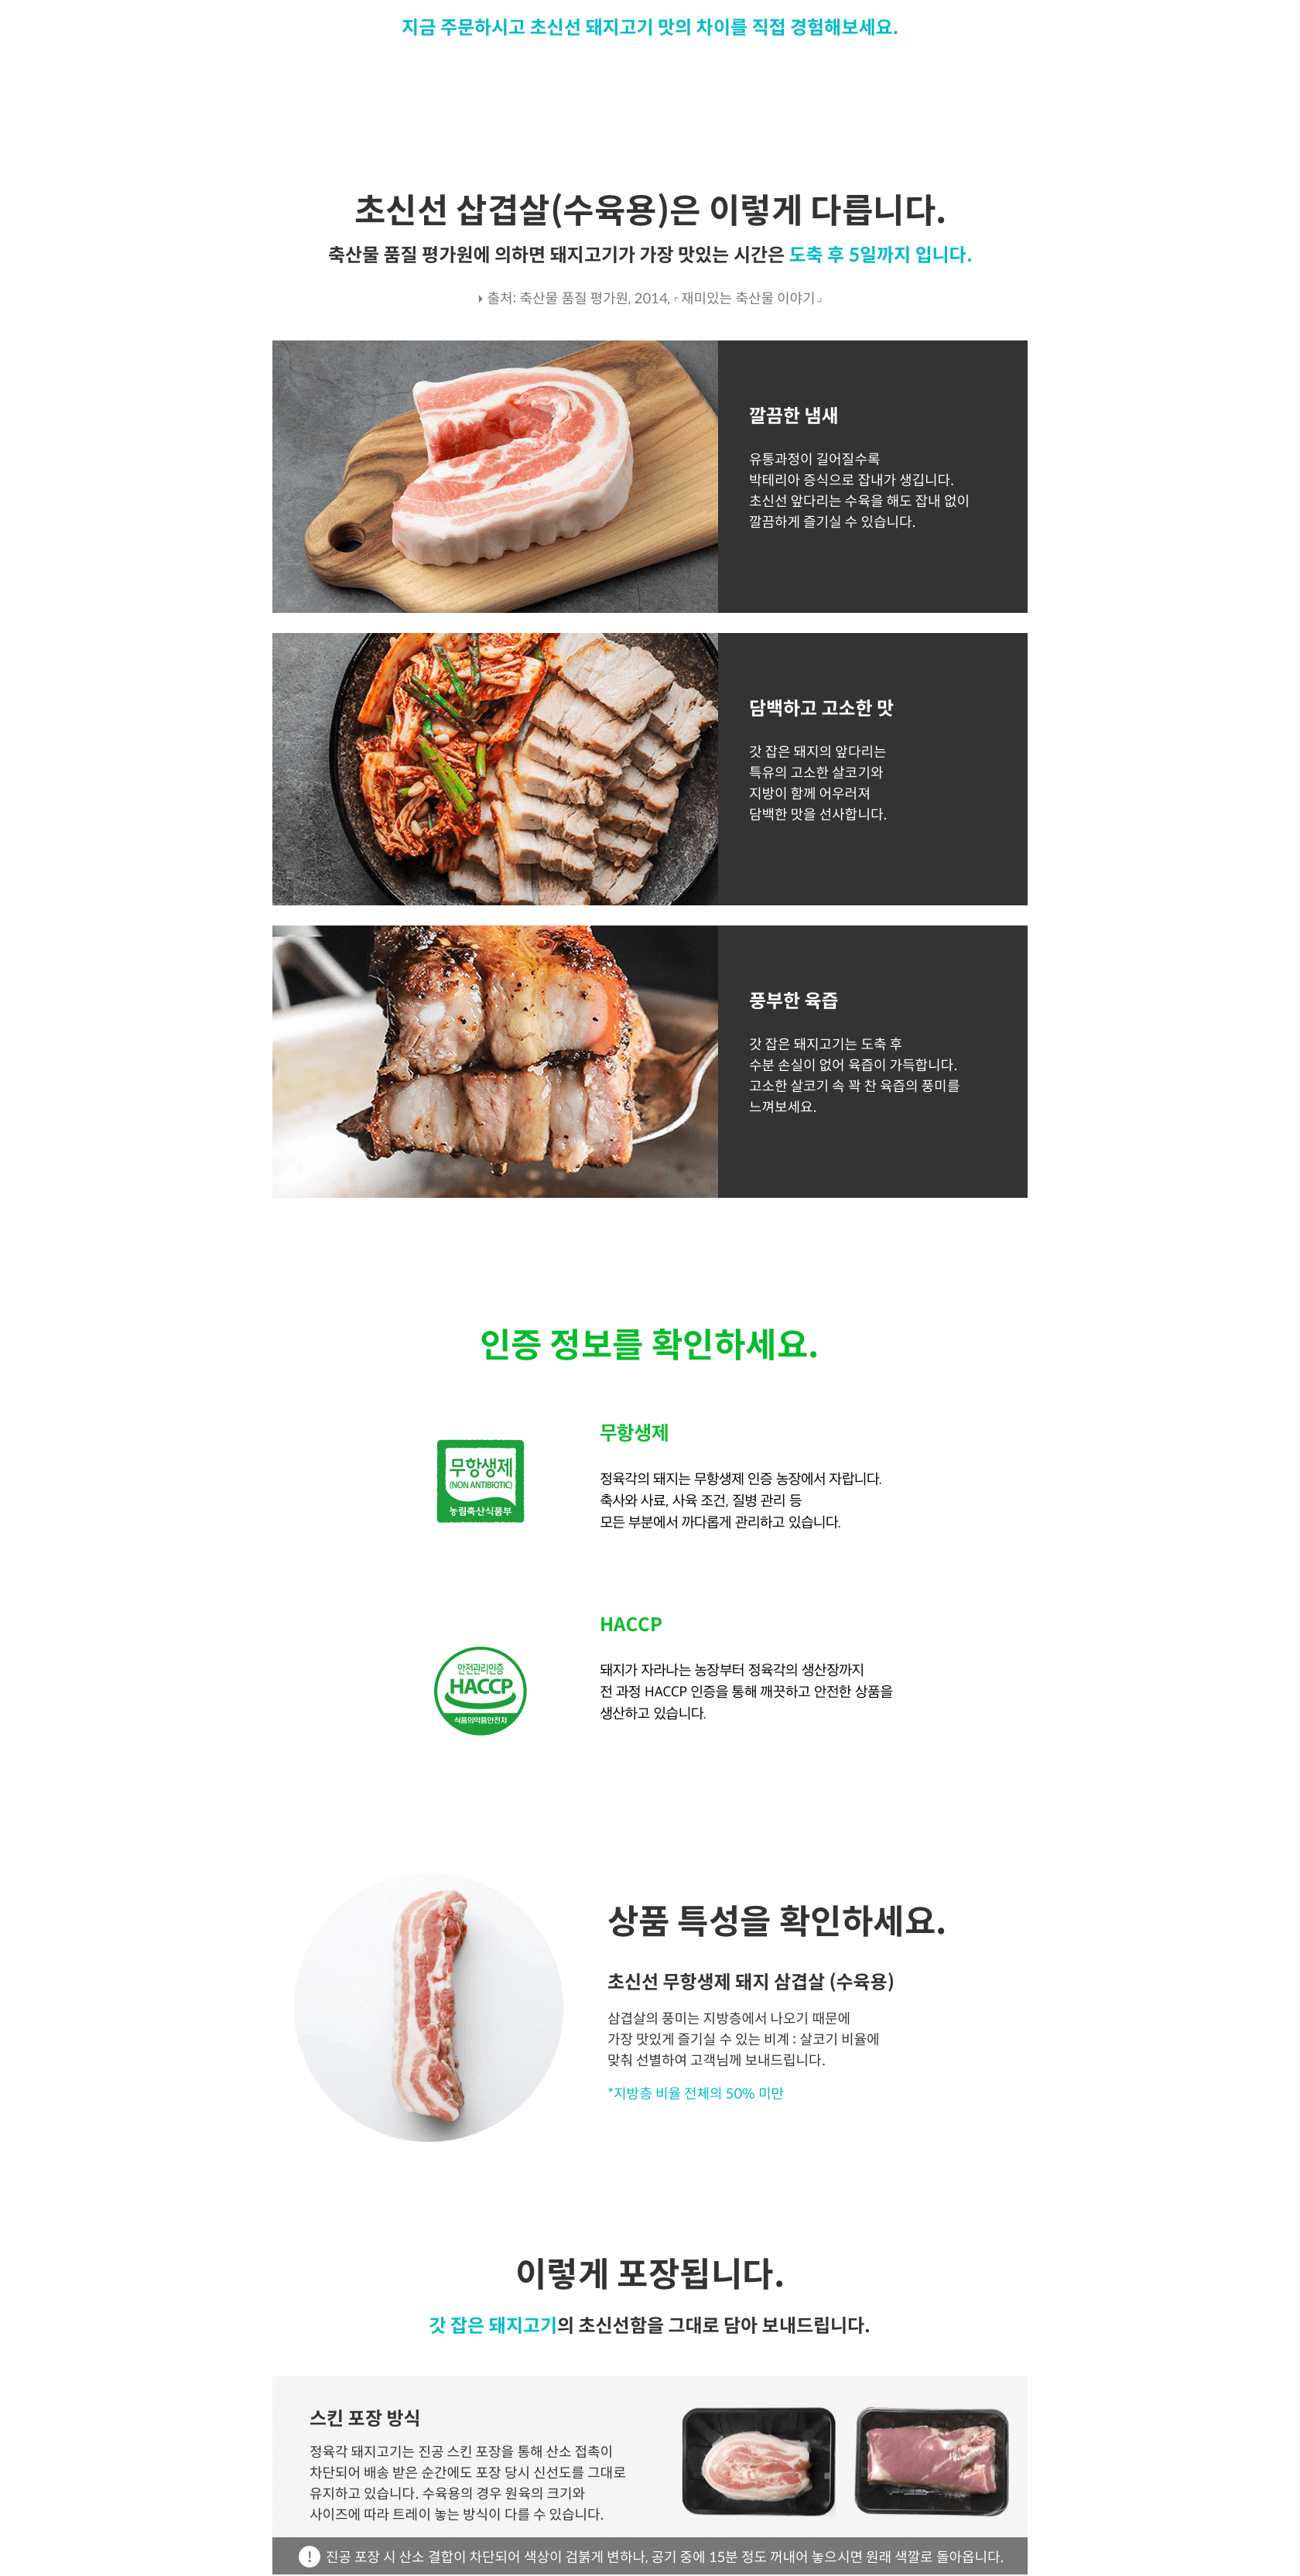 지금 주문하시고 초신선 돼지고기 맛의 차이를 직접 경험해보세요.
초신선 삽겹살(수육용)은 이렇게 다릅니다.
축산물 품질 평가원에 의하면 돼지고기가 가장 맛있는 시간은 도축 후 5일까지 입니다.
출처: 축산물 품질 평가원, 2014, 「재미있는 축산물 이야기」
깔끔한 냄새
유통과정이 길어질수록
박테리아 증식으로 잡내가 생깁니다.
초신선 앞다리는 수육을 해도 잡내 없이
깔끔하게 즐기실 수 있습니다.
담백하고 고소한 맛
갓 잡은 돼지의 앞다리는
특유의 고소한 살코기와
지방이 함께 어우러져
담백한 맛을 선사합니다.
풍부한 육즙
갓 잡은 돼지고기는 도축 후
수분 손실이 없어 육즙이 가득합니다.
고소한 살코기 속 꽉 찬 육즙의 풍미를
느껴보세요.
인증 정보를 확인하세요.
무항생제
(NON ANTIBIOTIC)
농림축산식품부
무항생제
정육각의 돼지는 무항생제 인증 농장에서 자랍니다.
축사와 사료, 사육 조건, 질병 관리 등
모든 부분에서 까다롭게 관리하고 있습니다.
안전관리인증
HACCP
식품의약품안전처
HACCP
돼지가 자라나는 농장부터 정육각의 생산장까지
전 과정 HACCP 인증을 통해 깨끗하고 안전한 상품을
생산하고 있습니다.
상품 특성을 확인하세요.
초신선 무항생제 돼지 삼겹살 (수육용)
삼겹살의 풍미는 지방층에서 나오기 때문에
가장 맛있게 즐기실 수 있는 비계 : 살코기 비율에
맞춰 선별하여 고객님께 보내드립니다.
*지방층 비율 전체의 50% 미만
이렇게 포장됩니다.
갓 잡은 돼지고기의 초신선함을 그대로 담아 보내드립니다.
스킨 포장 방식
정육각 돼지고기는 진공 스킨 포장을 통해 산소 접촉이
차단되어 배송 받은 순간에도 포장 당시 신선도를 그대로
유지하고 있습니다. 수육용의 경우 원육의 크기와
사이즈에 따라 트레이 놓는 방식이 다를 수 있습니다.
! 진공 포장 시 산소 결합이 차단되어 색상이 검붉게 변하나, 공기 중에 15분 정도 꺼내어 놓으시면 원래 색깔로 돌아옵니다.